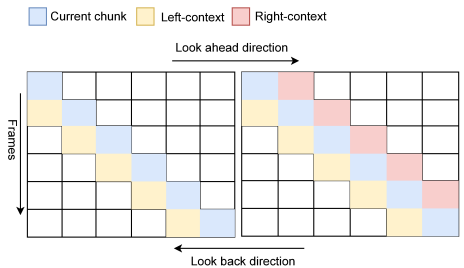 Current chunk Left-context Right-context
Look ahead direction
Frames
Look back direction